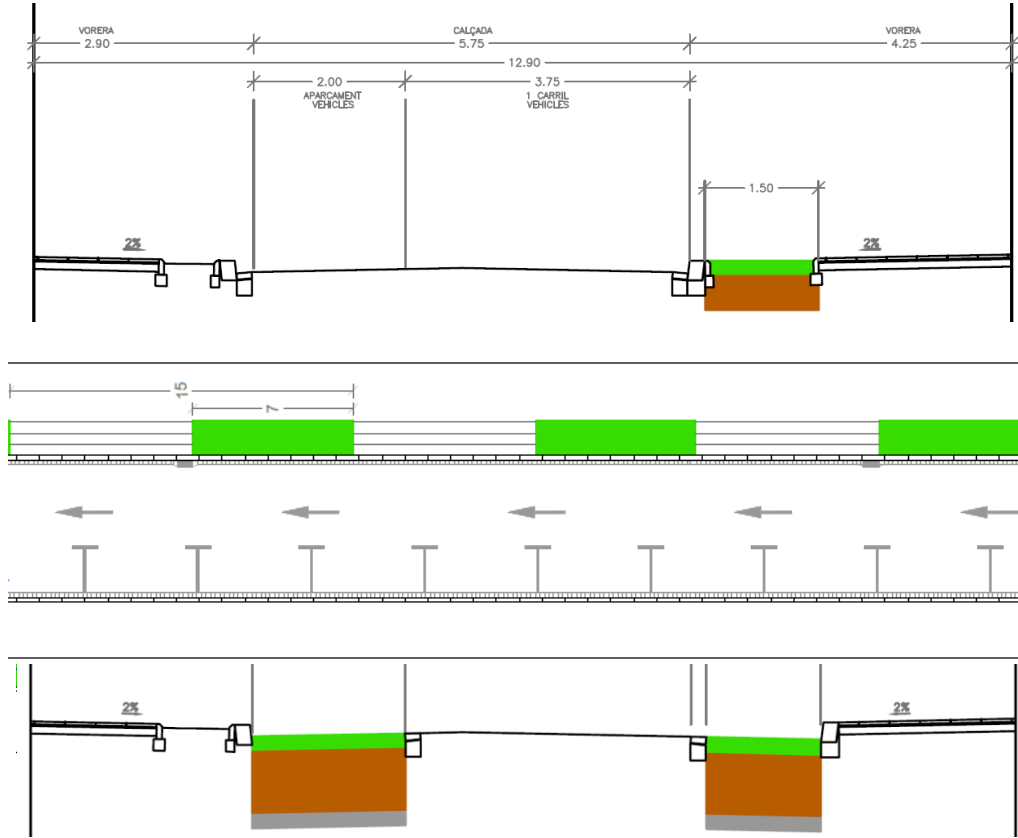 VORERA
2.90
CALÇADA
5.75
VORERA
4.25
12.90
2.00
APARCAMENT
VEHICLES
3.75
1 CARRIL
VEHICLES
1.50
2%
2%
15
7
2%
2%